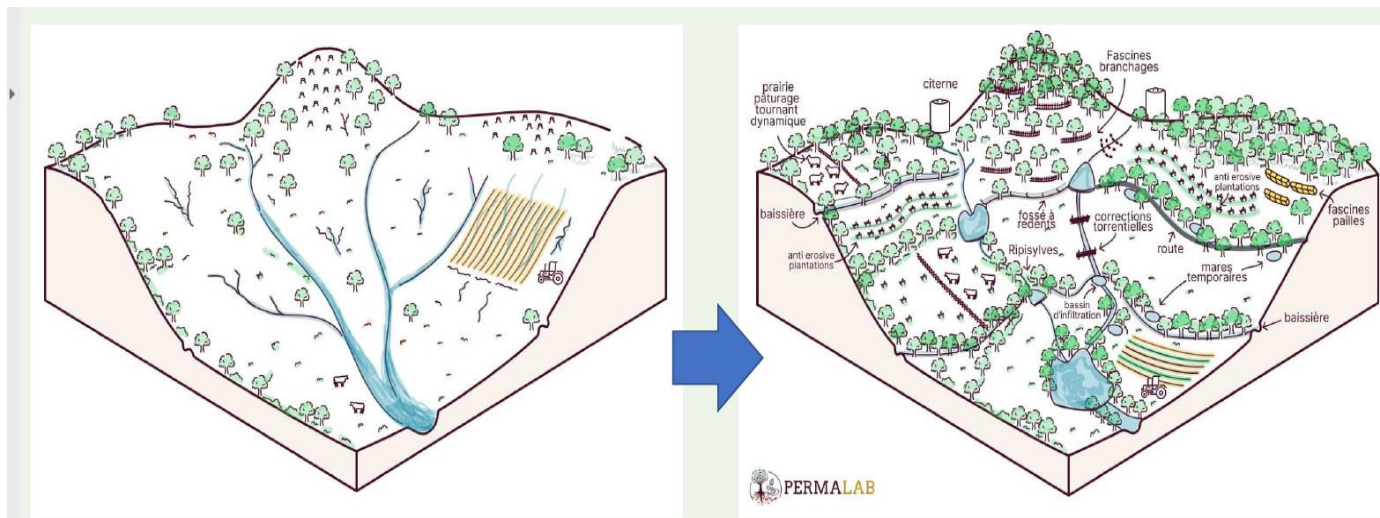 Fascines
branchages
citerne
prairie
pâturage
tournant
dynamique
anti erosive
plantations
fascines
pailles
baissière
fossé à
redents
corrections
torrentielles
route
anti erosive
plantations
Ripisylves
mares
temporaires
bassin
d'infiltration
baissière
PERMALAB